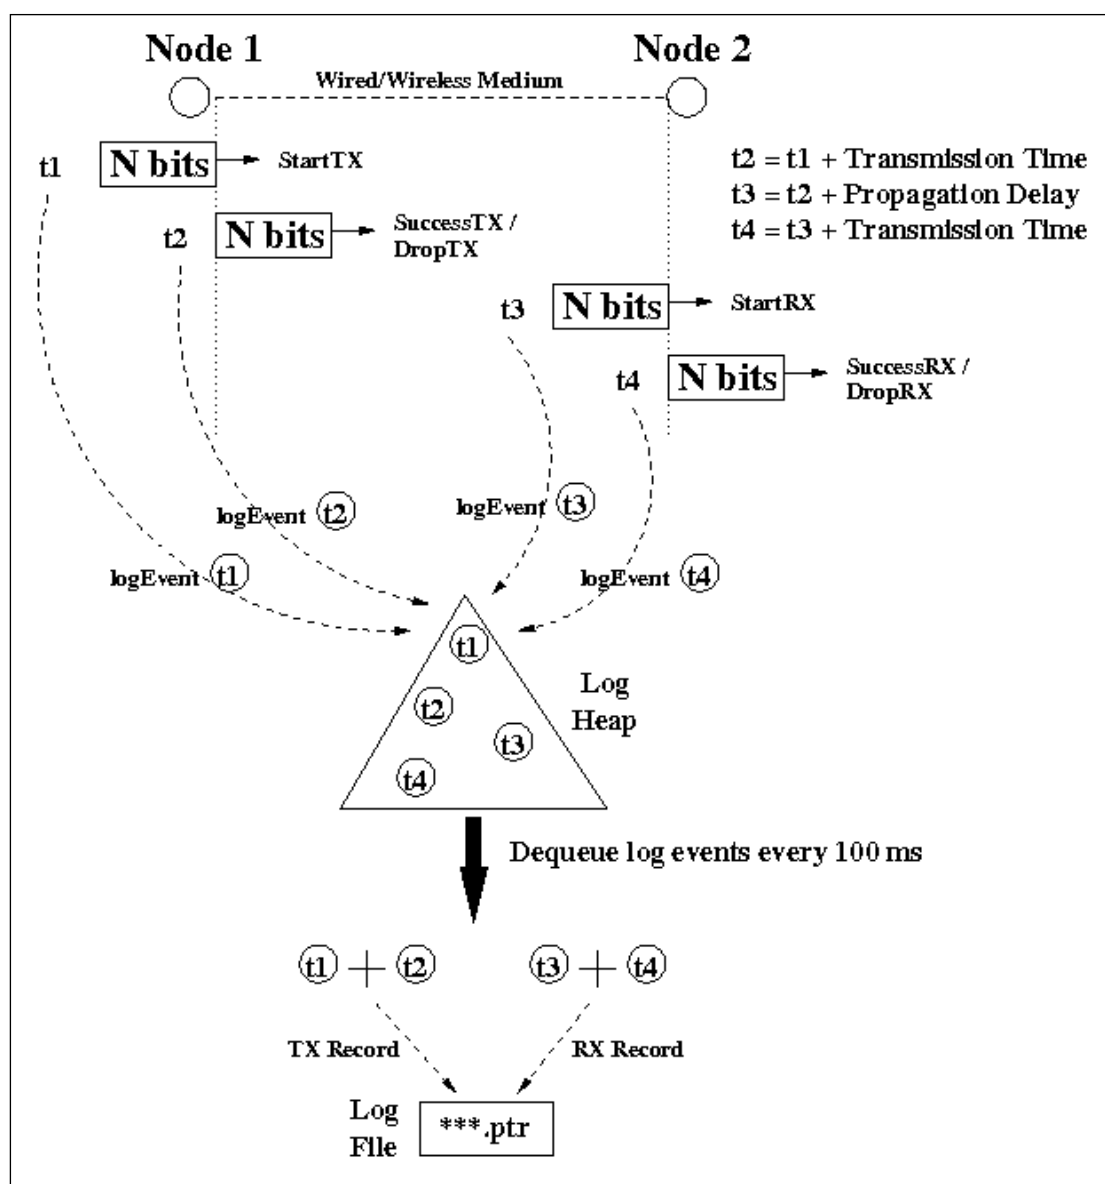 Node 1
Node 2
Wired/Wireless Medium
t1
N bits
StartTX
t2 = t1 + Transmission Time
t3 = t2 + Propagation Delay
t4 = t3 + Transmission Time
t2
N bits
SuccessTX /
DropTX
t3
N bits
StartRX
t4
N bits
SuccessRX /
DropRX
logEvent t2
logEvent t3
logEvent t1
logEvent t4
t1
t2
t3
t4
Log
Heap
Dequeue log events every 100 ms
t1 + t2
t3 + t4
TX Record
RX Record
Log
File
***.ptr